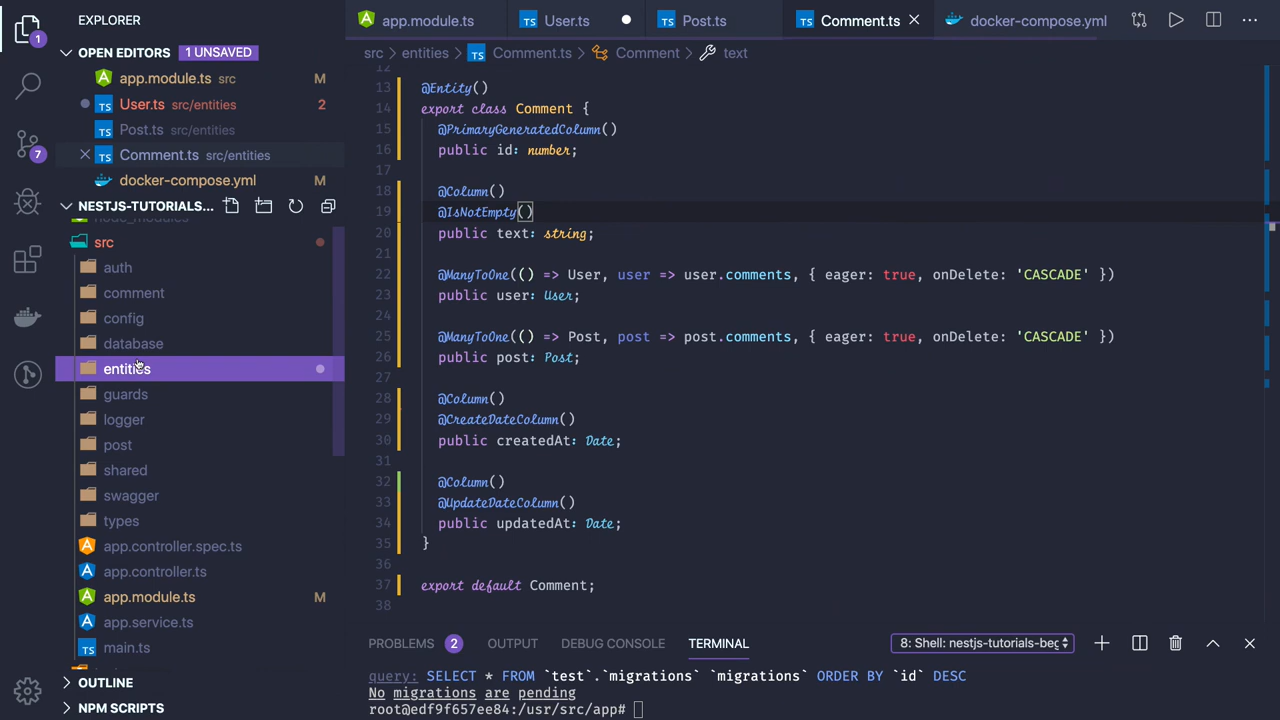 EXPLORER
OPEN EDITORS 1 UNSAVED
app.module.ts src M
User.ts src/entities 2
Post.ts src/entities
Comment.ts src/entities
docker-compose.yml M
NESTJS-TUTORIALS...
node_modules
src
auth
comment
config
database
entities
guards
logger
post
shared
swagger
types
app.controller.spec.ts
app.controller.ts
app.module.ts M
app.service.ts
main.ts
OUTLINE
NPM SCRIPTS
1
7
app.module.ts User.ts Post.ts Comment.ts docker-compose.yml
src > entities > Comment.ts > Comment > text
12
13 @Entity()
14 export class Comment {
15 @PrimaryGeneratedColumn()
16 public id: number;
17
18 @Column()
19 @IsNotEmpty()
20 public text: string;
21
22 @ManyToOne(() => User, user => user.comments, { eager: true, onDelete: 'CASCADE' })
23 public user: User;
24
25 @ManyToOne(() => Post, post => post.comments, { eager: true, onDelete: 'CASCADE' })
26 public post: Post;
27
28 @Column()
29 @CreateDateColumn()
30 public createdAt: Date;
31
32 @Column()
33 @UpdateDateColumn()
34 public updatedAt: Date;
35 }
36
37 export default Comment;
38
PROBLEMS 2 OUTPUT DEBUG CONSOLE TERMINAL 8: Shell: nestjs-tutorials-beg
query: SELECT * FROM `test`.`migrations` `migrations` ORDER BY `id` DESC
No migrations are pending
root@edf9f657ee84:/usr/src/app#